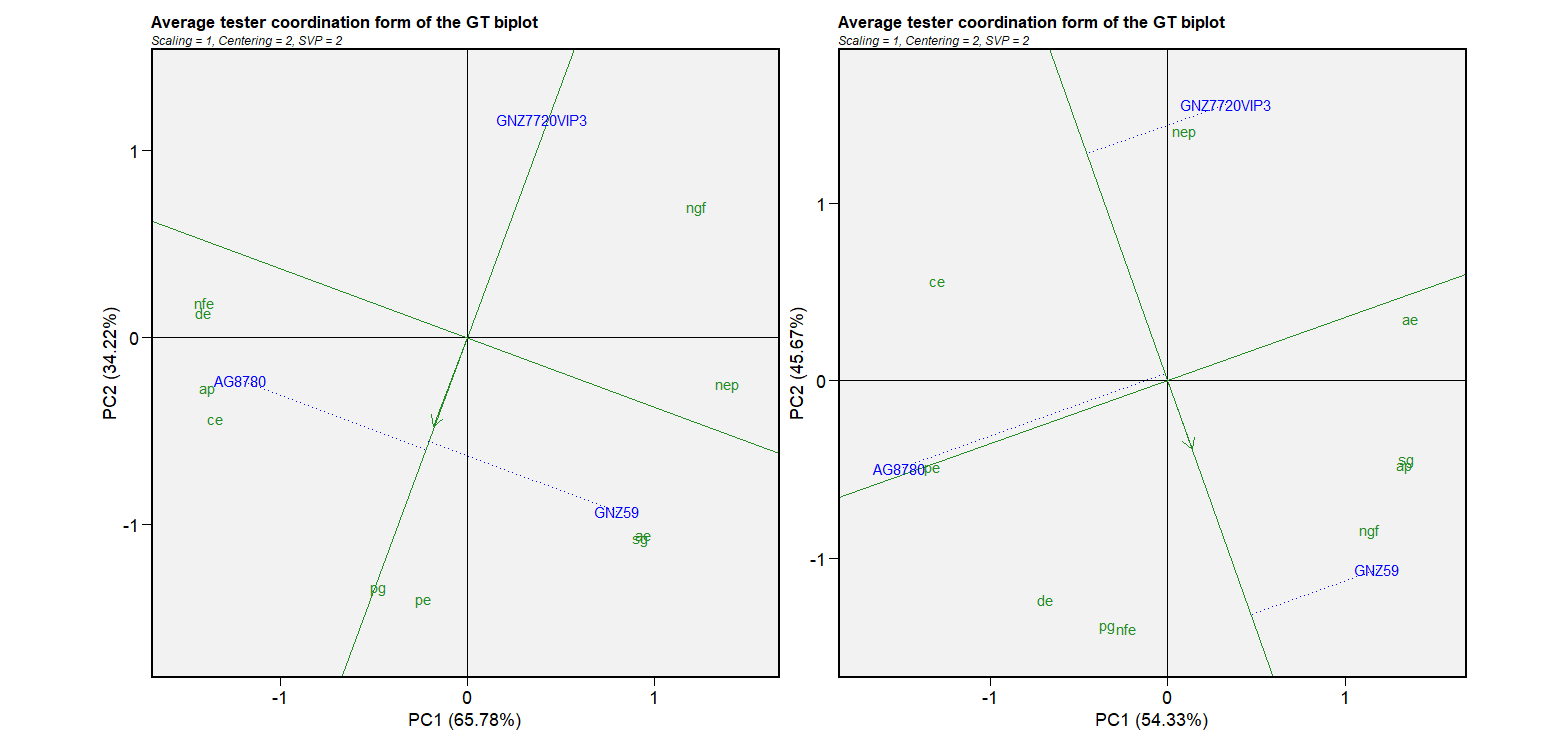 Average tester coordination form of the GT biplot
Scaling = 1, Centering = 2, SVP = 2
GNZ7720VIP3
ngf
nfe
de
AG8780
ap
ce
nep
GNZ59
ae
sg
pg
pe
1
0
-1
-1
0
1
PC2 (34.22%)
PC1 (65.78%)
Average tester coordination form of the GT biplot
Scaling = 1, Centering = 2, SVP = 2
GNZ7720VIP3
nep
ce
ae
AG8780
pe
sg
ap
ngf
GNZ59
de
pg
nfe
1
0
-1
-1
0
1
PC2 (45.67%)
PC1 (54.33%)